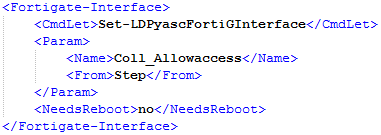 <Fortigate-Interface>
<CmdLet>Set-LDPyascFortiGInterface</CmdLet>
<Param>
<Name>Coll_Allowaccess</Name>
<From>Step</From>
</Param>
<NeedsReboot>no</NeedsReboot>
</Fortigate-Interface>